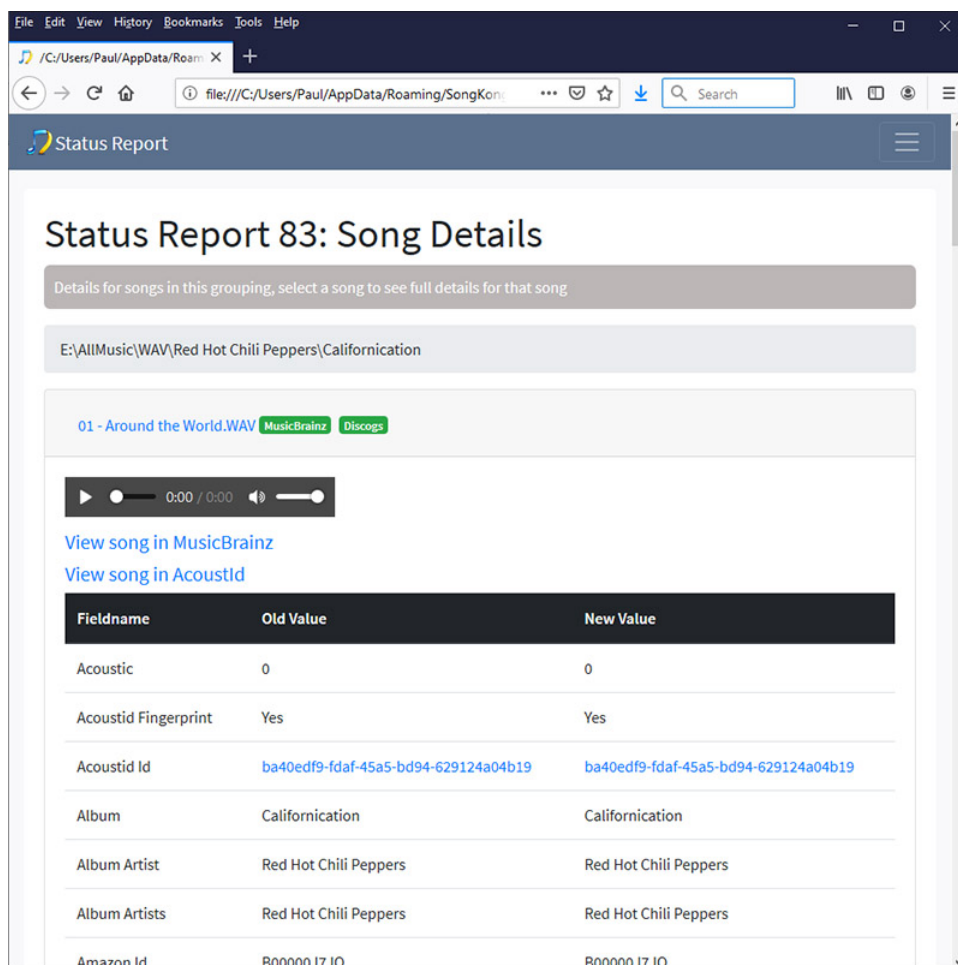 File Edit View History Bookmarks Tools Help
/C:/Users/Paul/AppData/Roam
file:///C:/Users/Paul/AppData/Roaming/SongKong
Search
Status Report
Status Report 83: Song Details
Details for songs in this grouping, select a song to see full details for that song
E:\AllMusic\WAV\Red Hot Chili Peppers\Californication
01 - Around the World.WAV MusicBrainz Discogs
0:00 / 0:00
View song in MusicBrainz
View song in AcoustId
Fieldname Old Value New Value
Acoustic 0 0
Acoustid Fingerprint Yes Yes
Acoustid Id ba40edf9-fdaf-45a5-bd94-629124a04b19 ba40edf9-fdaf-45a5-bd94-629124a04b19
Album Californication Californication
Album Artist Red Hot Chili Peppers Red Hot Chili Peppers
Album Artists Red Hot Chili Peppers Red Hot Chili Peppers
Amazon Id